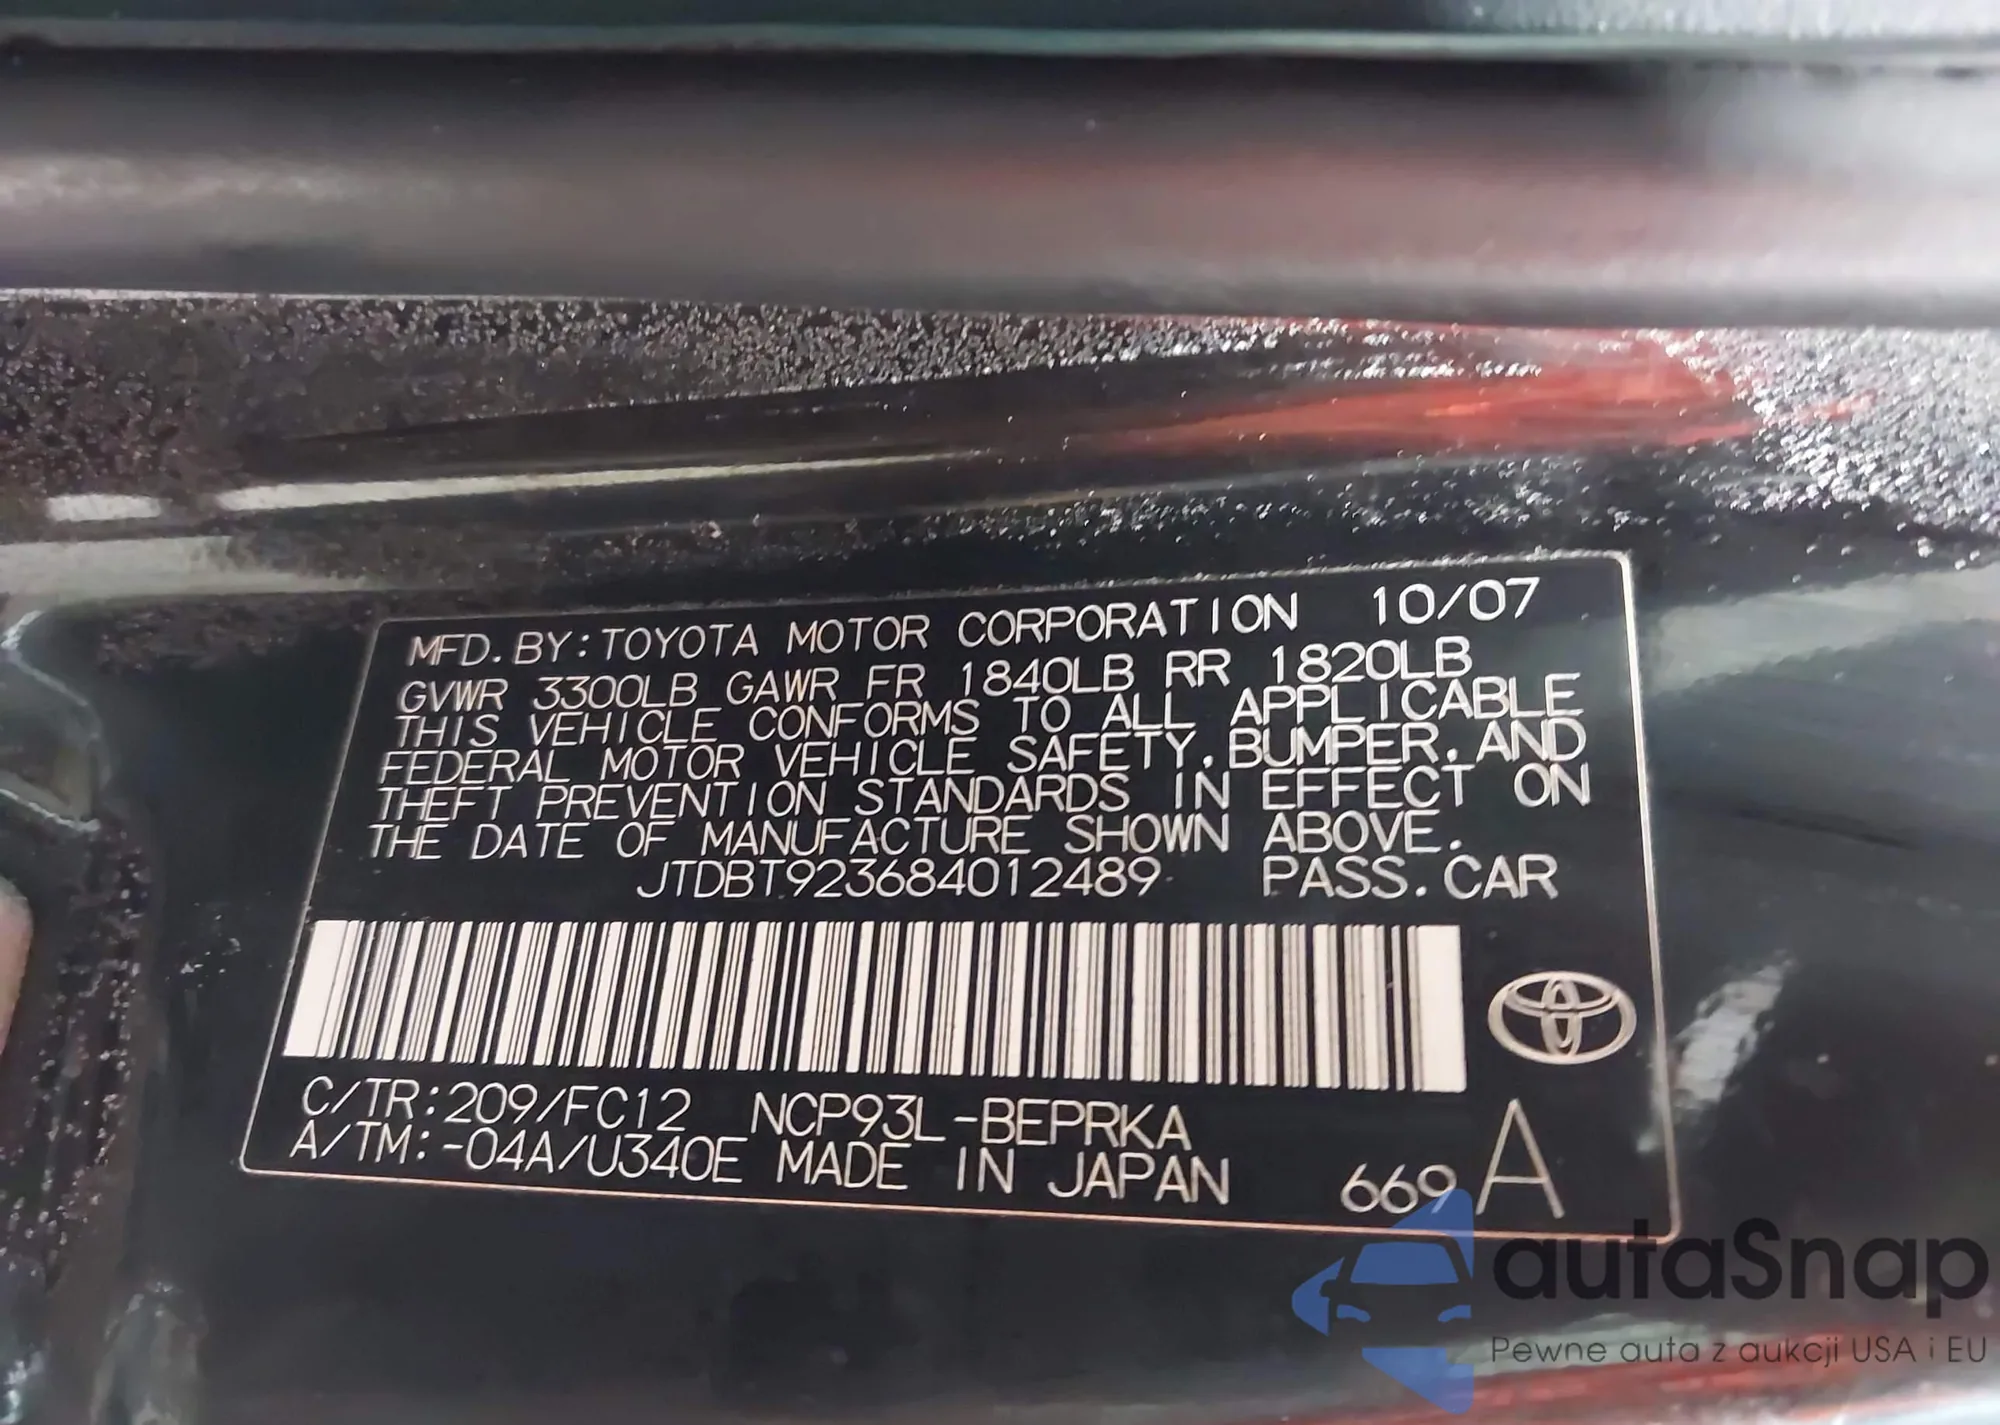 MFD.BY:TOYOTA MOTOR CORPORATION 10/07
GVWR 3300LB GAWR FR 1840LB RR 1820LB
THIS VEHICLE CONFORMS TO ALL APPLICABLE
FEDERAL MOTOR VEHICLE SAFETY,BUMPER,AND
THEFT PREVENTION STANDARDS IN EFFECT ON
THE DATE OF MANUFACTURE SHOWN ABOVE.
JTDBT923684012489 PASS.CAR
C/TR:209/FC12 NCP93L-BEPRKA
A/TM:-04A/U340E MADE IN JAPAN 669 A
autaSnap
Pewne auta z aukcji USA i EU